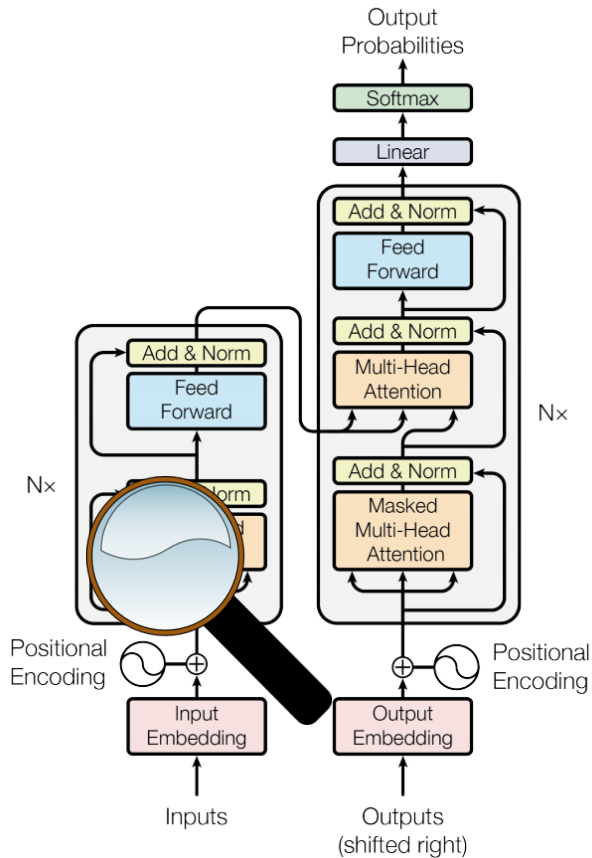 Output
Probabilities
Softmax
Linear
Add & Norm
Feed
Forward
Add & Norm
Multi-Head
Attention
Add & Norm
Masked
Multi-Head
Attention
Nx
Add & Norm
Feed
Forward
Nx
Positional
Encoding
Positional
Encoding
Input
Embedding
Output
Embedding
Inputs
Outputs
(shifted right)